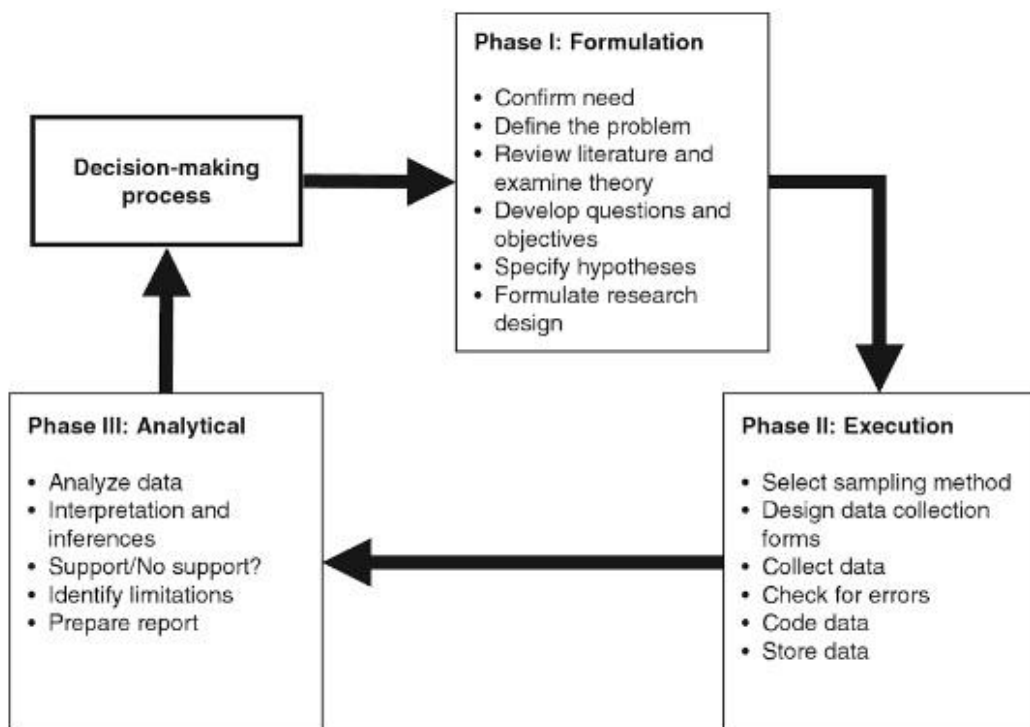 Phase I: Formulation
• Confirm need
• Define the problem
• Review literature and
examine theory
• Develop questions and
objectives
• Specify hypotheses
• Formulate research
design
Decision-making
process
Phase III: Analytical
• Analyze data
• Interpretation and
inferences
• Support/No support?
• Identify limitations
• Prepare report
Phase II: Execution
• Select sampling method
• Design data collection
forms
• Collect data
• Check for errors
• Code data
• Store data